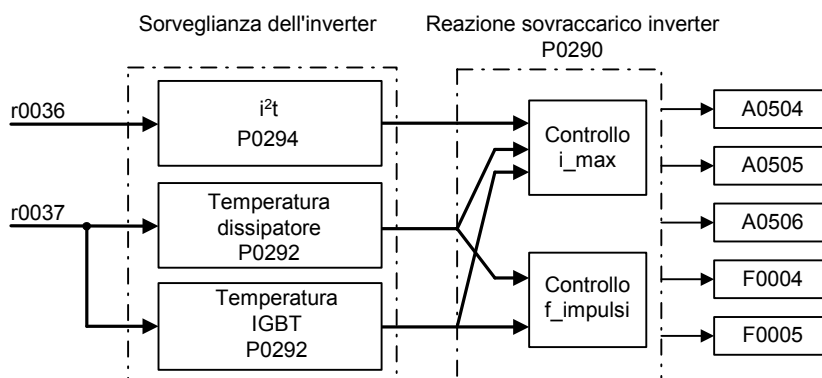 Sorveglianza dell'inverter
Reazione sovraccarico inverter
P0290
r0036
i²t
P0294
r0037
Temperatura
dissipatore
P0292
Temperatura
IGBT
P0292
Controllo
i_max
Controllo
f_impulsi
A0504
A0505
A0506
F0004
F0005